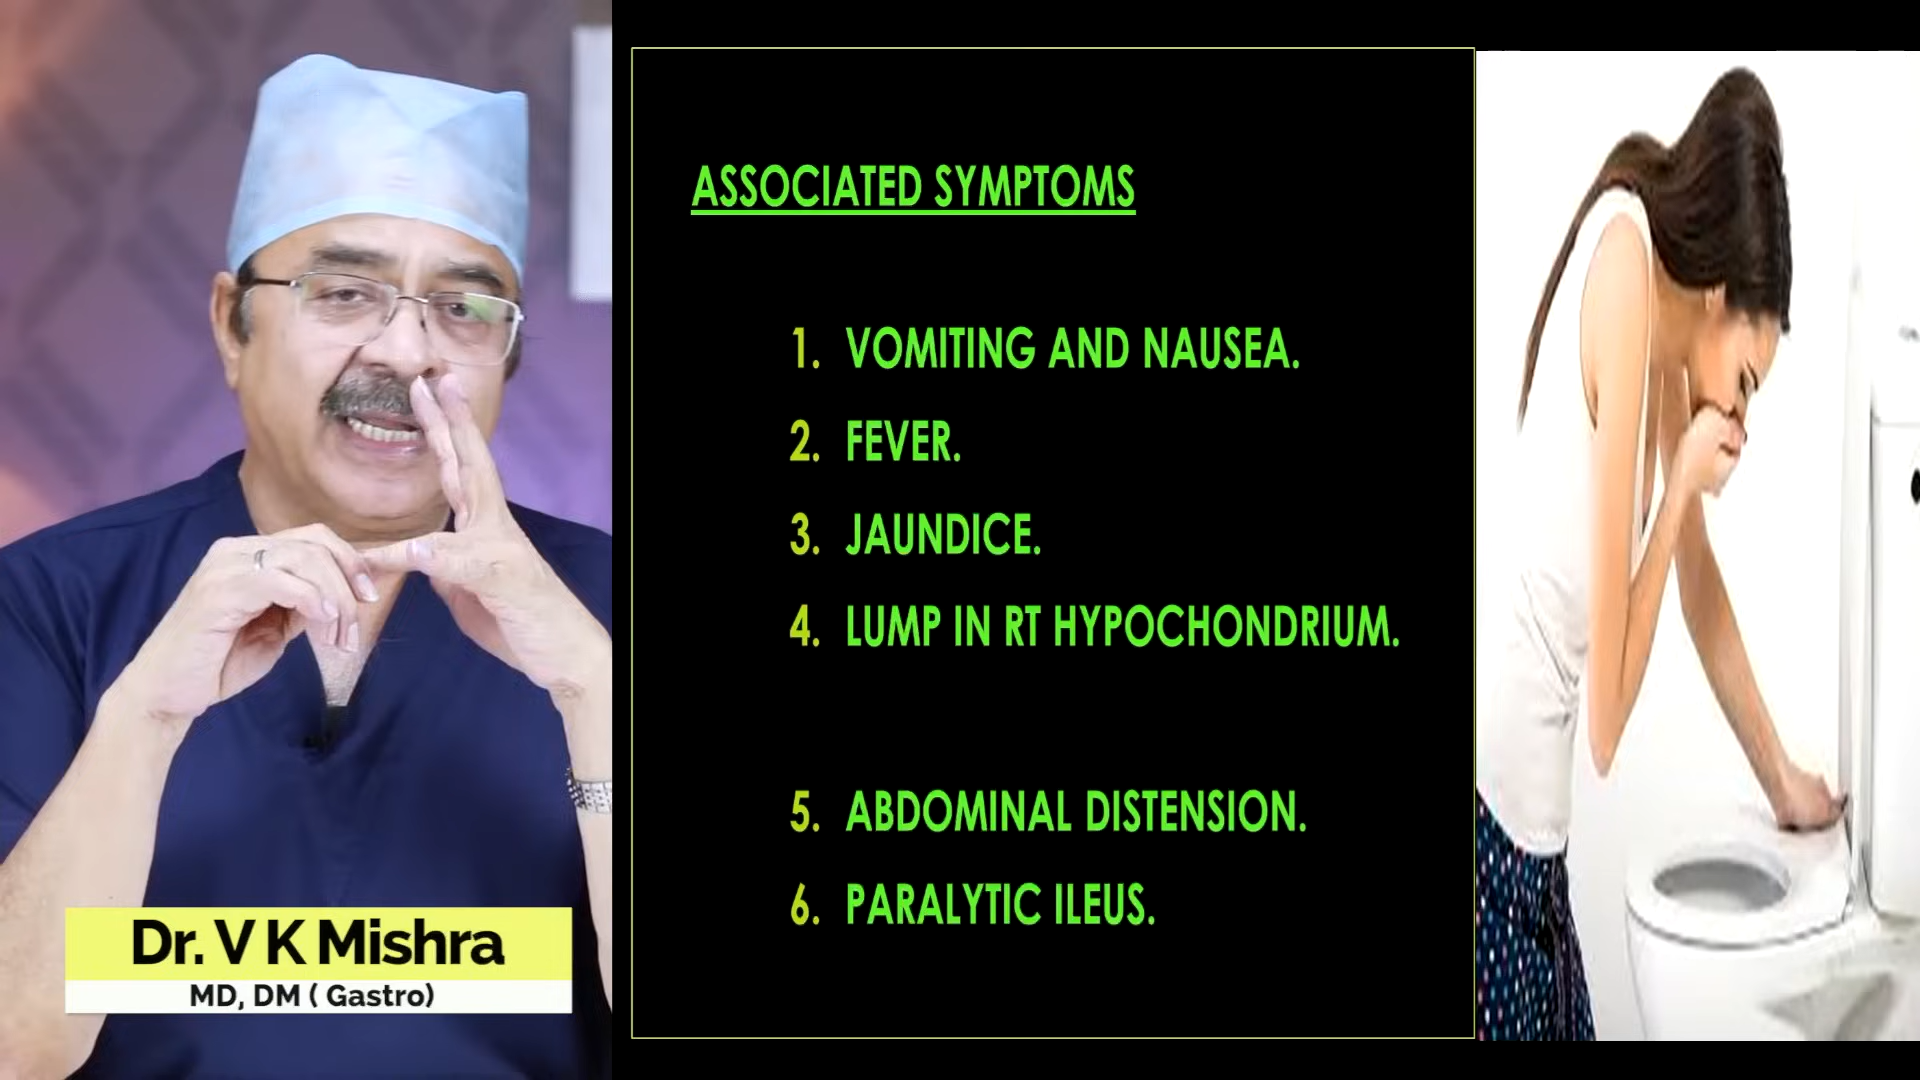 ASSOCIATED SYMPTOMS
1. VOMITING AND NAUSEA.
2. FEVER.
3. JAUNDICE.
4. LUMP IN RT HYPOCHONDRIUM.
5. ABDOMINAL DISTENSION.
6. PARALYTIC ILEUS.
Dr. V K Mishra
MD, DM ( Gastro)